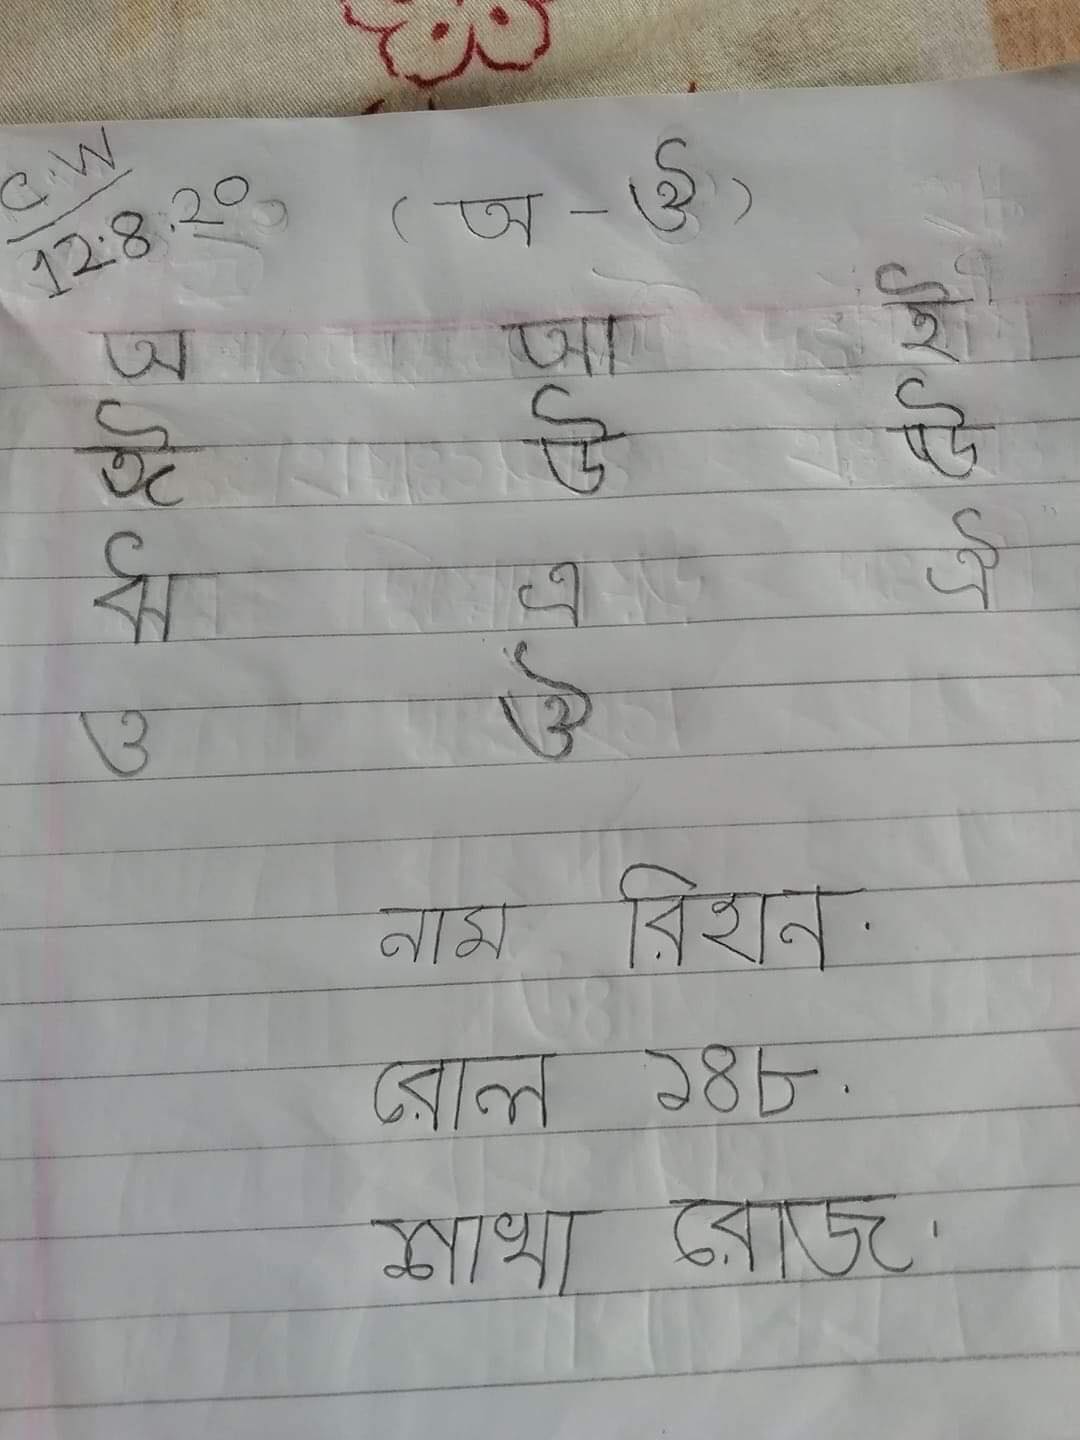 C.W
12.8.20
(অ - ঔ)
অ আ ই
ঈ উ ঊ
ঋ এ ঐ
ও ঔ
নাম রিহান.
রোল ১৪৮.
শাখা রোজ.